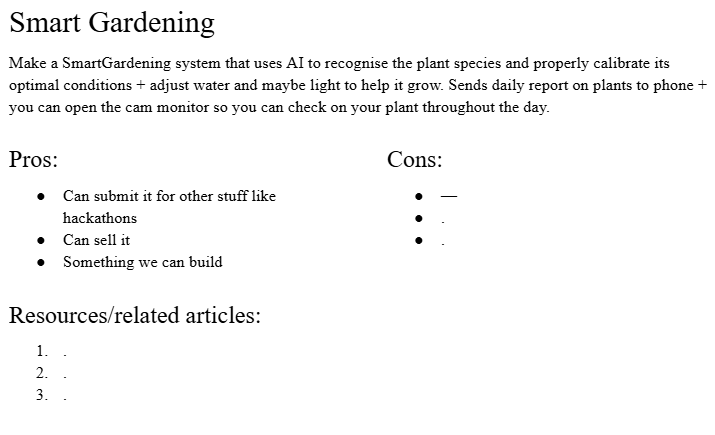 Smart Gardening
Make a SmartGardening system that uses AI to recognise the plant species and properly calibrate its
optimal conditions + adjust water and maybe light to help it grow. Sends daily report on plants to phone +
you can open the cam monitor so you can check on your plant throughout the day.
Pros:
● Can submit it for other stuff like
hackathons
● Can sell it
● Something we can build
Cons:
● —
● .
● .
Resources/related articles:
1. .
2. .
3. .